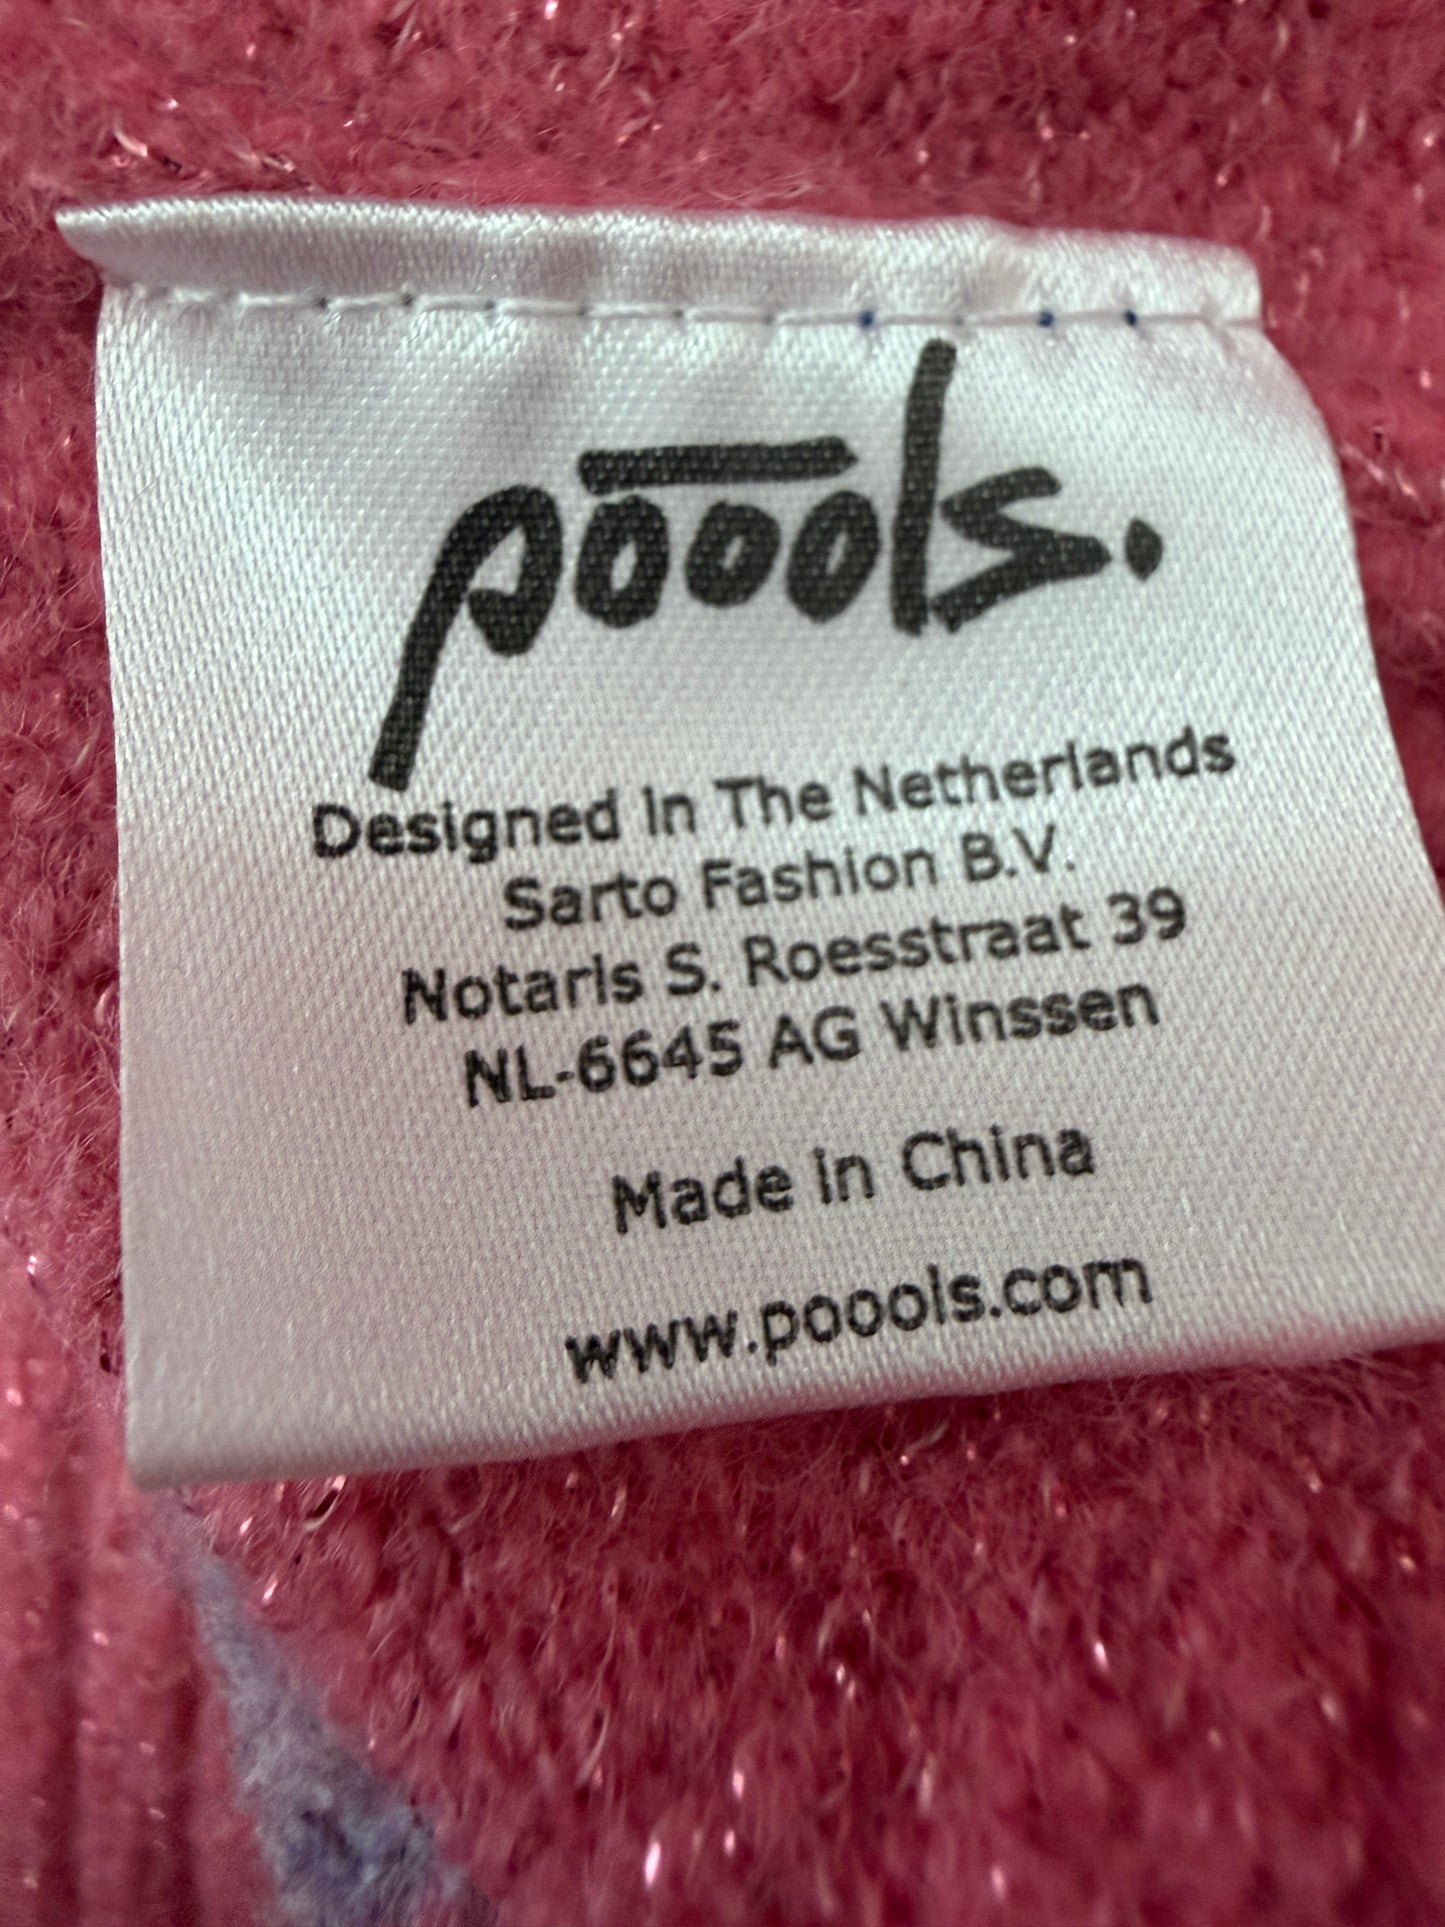 pōōōls.
Designed in The Netherlands
Sarto Fashion B.V.
Notaris S. Roesstraat 39
NL-6645 AG Winssen
Made in China
www.poools.com